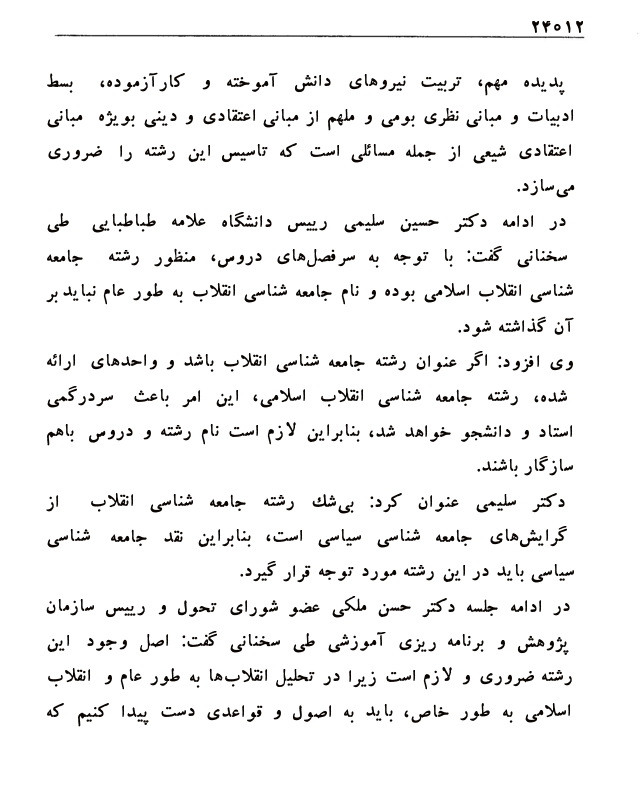 ۲۴۰۱۲
پدیده مهم، تربیت نیروهای دانش آموخته و کارآزموده، بسط
ادبیات و مبانی نظری بومی و ملهم از مبانی اعتقادی و دینی بویژه مبانی
اعتقادی شیعی از جمله مسائلی است که تاسیس این رشته را ضروری
می‌سازد.
در ادامه دکتر حسین سلیمی رییس دانشگاه علامه طباطبایی طی
سخنانی گفت: با توجه به سرفصل‌های دروس، منظور رشته جامعه
شناسی انقلاب اسلامی بوده و نام جامعه شناسی انقلاب به طور عام نباید بر
آن گذاشته شود.
وی افزود: اگر عنوان رشته جامعه شناسی انقلاب باشد و واحدهای ارائه
شده، رشته جامعه شناسی انقلاب اسلامی، این امر باعث سردرگمی
استاد و دانشجو خواهد شد، بنابراین لازم است نام رشته و دروس باهم
سازگار باشند.
دکتر سلیمی عنوان کرد: بی‌شك رشته جامعه شناسی انقلاب از
گرایش‌های جامعه شناسی سیاسی است، بنابراین نقد جامعه شناسی
سیاسی باید در این رشته مورد توجه قرار گیرد.
در ادامه جلسه دکتر حسن ملکی عضو شورای تحول و رییس سازمان
پژوهش و برنامه ریزی آموزشی طی سخنانی گفت: اصل وجود این
رشته ضروری و لازم است زیرا در تحلیل انقلاب‌ها به طور عام و انقلاب
اسلامی به طور خاص، باید به اصول و قواعدی دست پیدا کنیم که